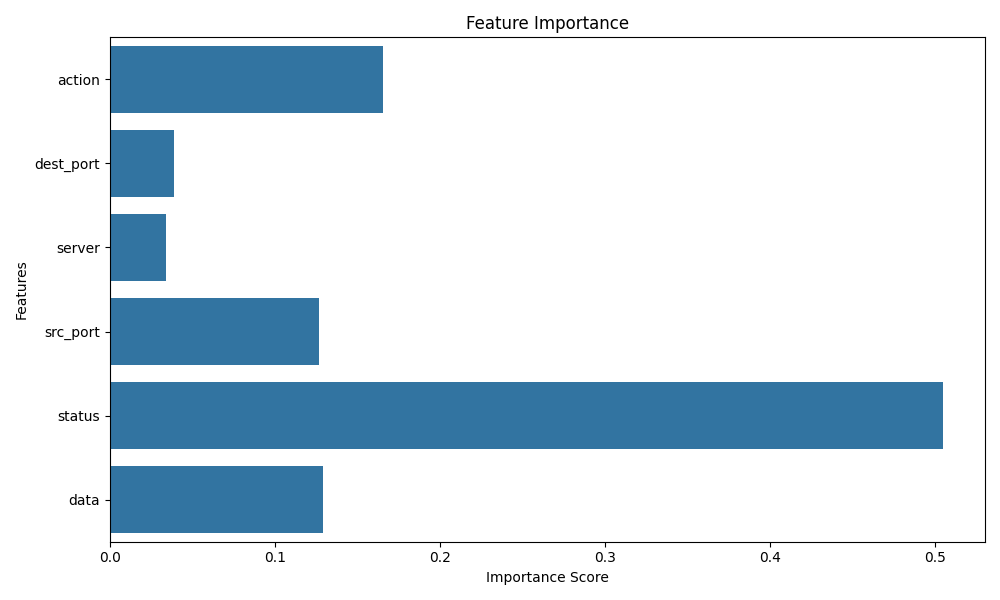 Feature Importance
Features
action
dest_port
server
src_port
status
data
0.0 0.1 0.2 0.3 0.4 0.5
Importance Score